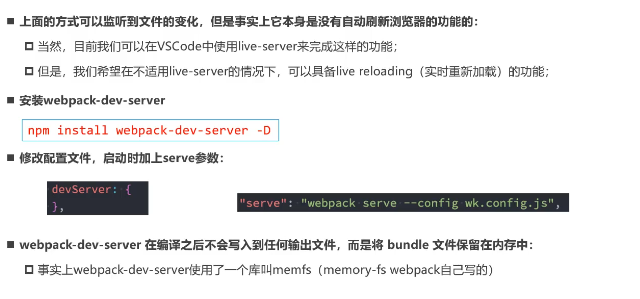 ■ 上面的方式可以监听到文件的变化，但是事实上它本身是没有自动刷新浏览器的功能的：
当然，目前我们可以在VSCode中使用live-server来完成这样的功能；
但是，我们希望在不适用live-server的情况下，可以具备live reloading（实时重新加载）的功能；
■ 安装webpack-dev-server
npm install webpack-dev-server -D
■ 修改配置文件，启动时加上serve参数：
devServer: {
},
"serve": "webpack serve --config wk.config.js",
■ webpack-dev-server 在编译之后不会写入到任何输出文件，而是将 bundle 文件保留在内存中：
事实上webpack-dev-server使用了一个库叫memfs（memory-fs webpack自己写的）